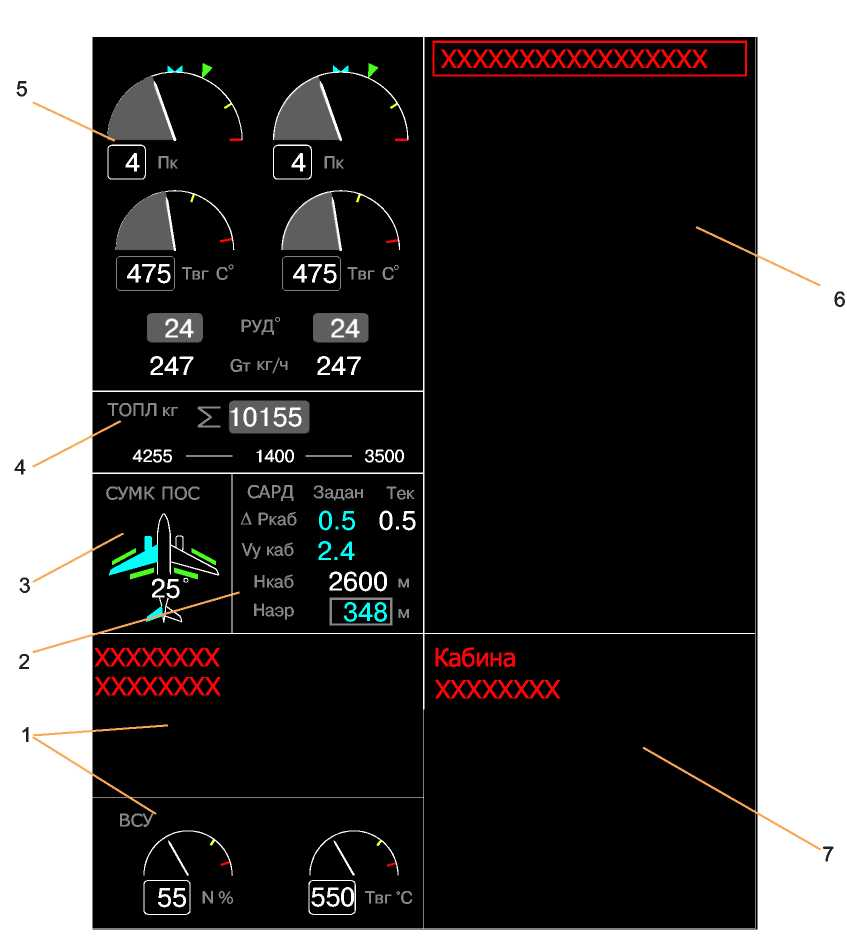 XXXXXXXXXXXXXXXXX
5
4 Пк
4 Пк
475 Твг С°
475 Твг С°
24 РУД° 24
247 Gт кг/ч 247
6
ТОПЛ кг Σ 10155
4
4255 1400 3500
СУМК ПОС
25°
3
САРД Задан Тек
Δ Ркаб 0.5 0.5
Vу каб 2.4
Нкаб 2600 м
Наэр 348 м
2
XXXXXXXX
XXXXXXXX
1
Кабина
XXXXXXXX
7
ВСУ
55 N %
550 Твг °С